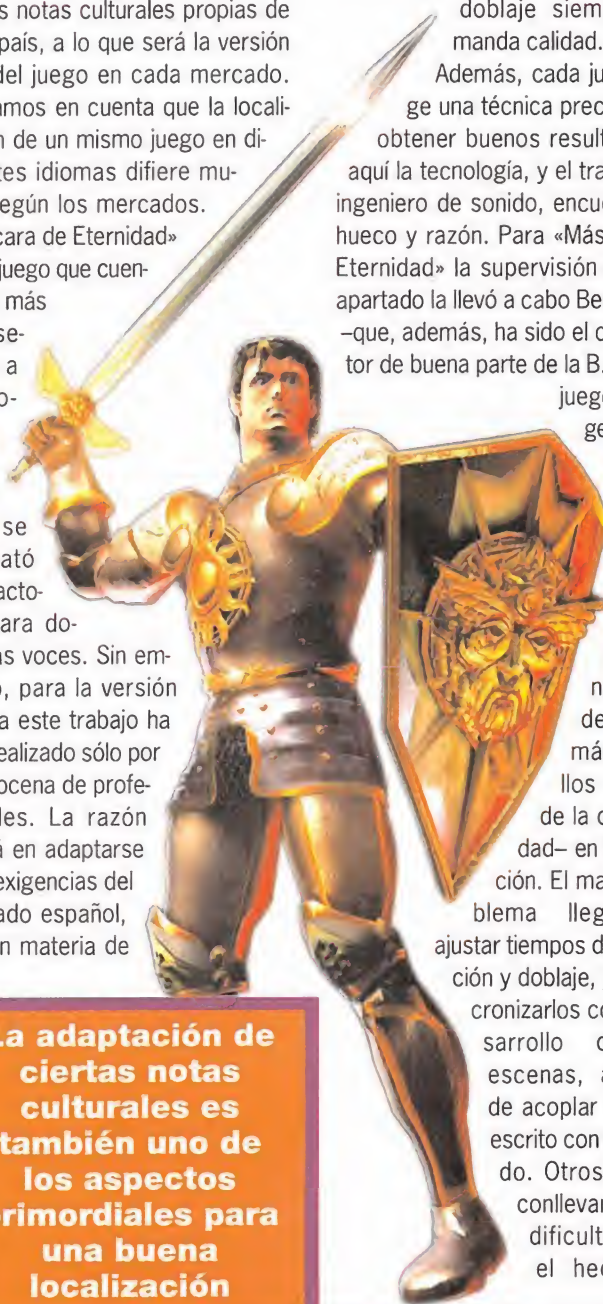 s notas culturales propias de
país, a lo que será la versión
del juego en cada mercado.
amos en cuenta que la locali-
n de un mismo juego en di-
tes idiomas difiere mu-
egún los mercados.
cara de Eternidad»
juego que cuen-
más
se-
a
o-
se
ató
acto-
ara do-
as voces. Sin em-
o, para la versión
a este trabajo ha
ealizado sólo por
ocena de profe-
les. La razón
á en adaptarse
exigencias del
ado español,
n materia de
La adaptación de
ciertas notas
culturales es
también uno de
los aspectos
primordiales para
una buena
localización
doblaje siem
manda calidad.
Además, cada ju
ge una técnica prec
obtener buenos result
aquí la tecnología, y el tra
ingeniero de sonido, encue
hueco y razón. Para «Más
Eternidad» la supervisión
apartado la llevó a cabo Be
–que, además, ha sido el c
tor de buena parte de la B.
juego
ge
n
de
má
llos
de la c
dad– en
ción. El ma
blema lleg
ajustar tiempos d
ción y doblaje,
cronizarlos co
sarrollo d
escenas, a
de acoplar
escrito con
do. Otros
conllevar
dificult
el hec